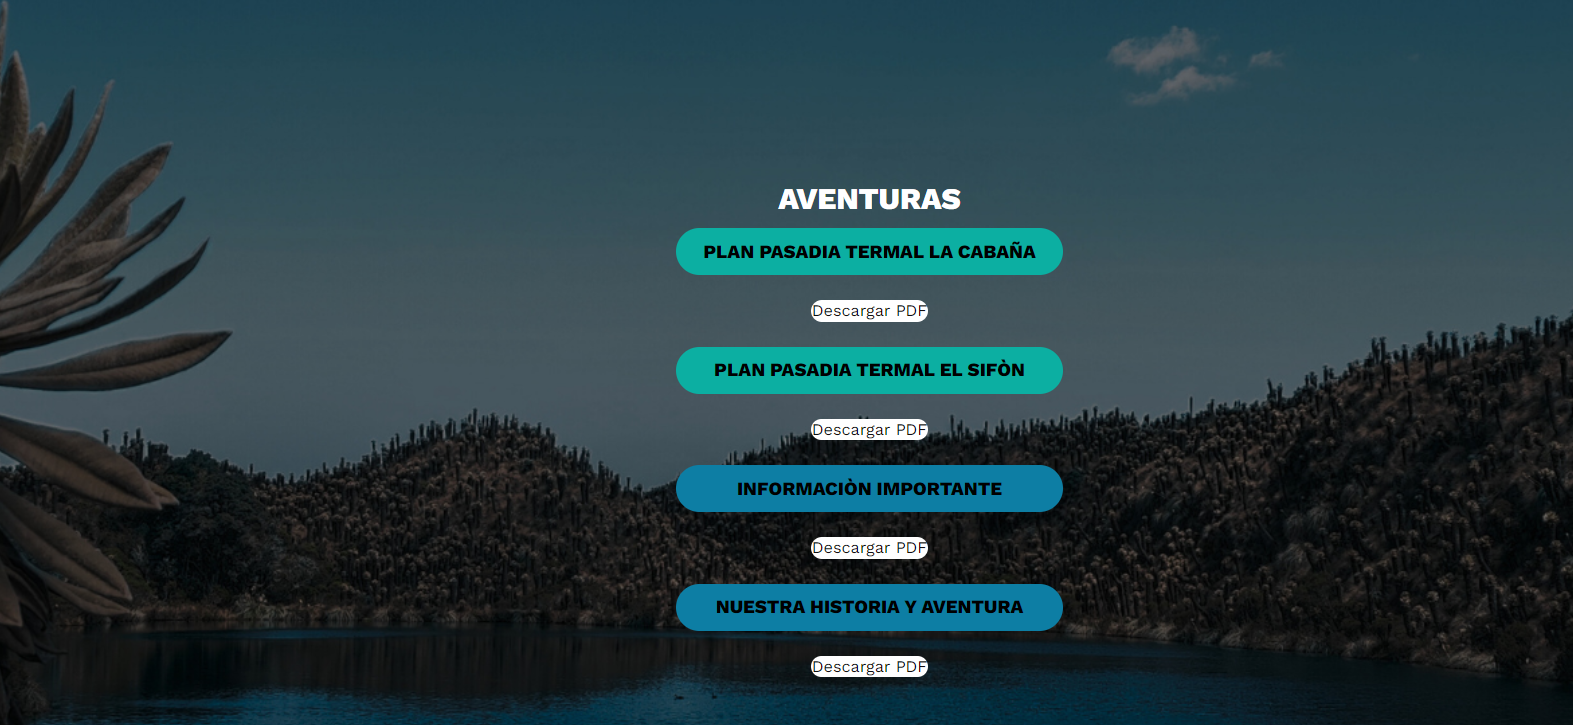 AVENTURAS
PLAN PASADIA TERMAL LA CABAÑA
Descargar PDF
PLAN PASADIA TERMAL EL SIFÒN
Descargar PDF
INFORMACIÒN IMPORTANTE
Descargar PDF
NUESTRA HISTORIA Y AVENTURA
Descargar PDF